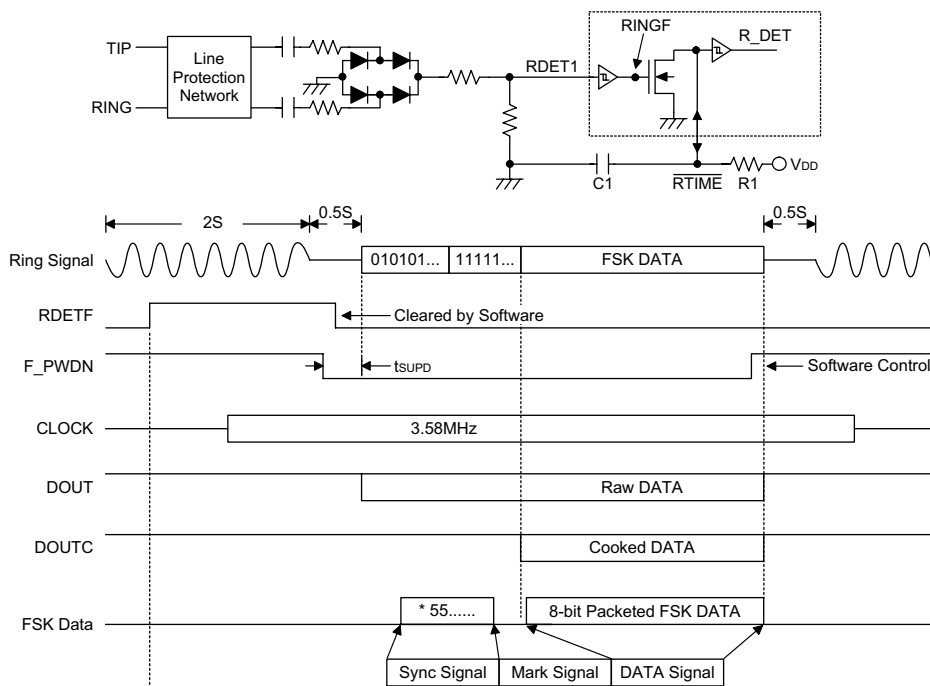 TIP
Line
Protection
Network
RING
RDET1
RINGF
R_DET
C1
RTIME
R1
VDD
2S
0.5S
0.5S
Ring Signal
010101...
11111...
FSK DATA
RDETF
Cleared by Software
F_PWDN
tSUPD
Software Control
CLOCK
3.58MHz
DOUT
Raw DATA
DOUTC
Cooked DATA
FSK Data
* 55......
8-bit Packeted FSK DATA
Sync Signal
Mark Signal
DATA Signal